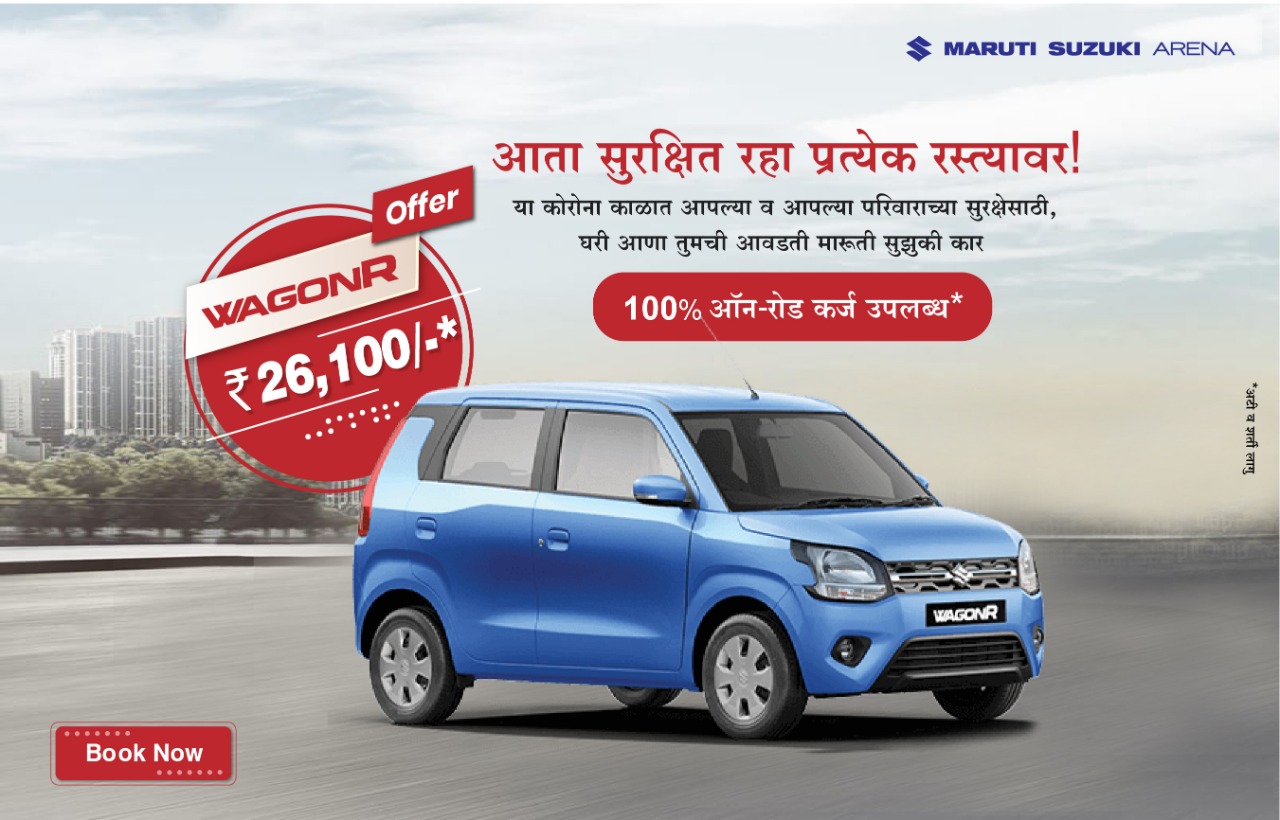 MARUTI SUZUKI ARENA
आता सुरक्षित रहा प्रत्येक रस्त्यावर!
या कोरोना काळात आपल्या व आपल्या परिवाराच्या सुरक्षेसाठी,
घरी आणा तुमची आवडती मारूती सुझुकी कार
100% ऑन-रोड कर्ज उपलब्ध*
Offer
WAGONR
₹ 26,100/-*
*अटी व शर्ती लागु
WAGONR
Book Now